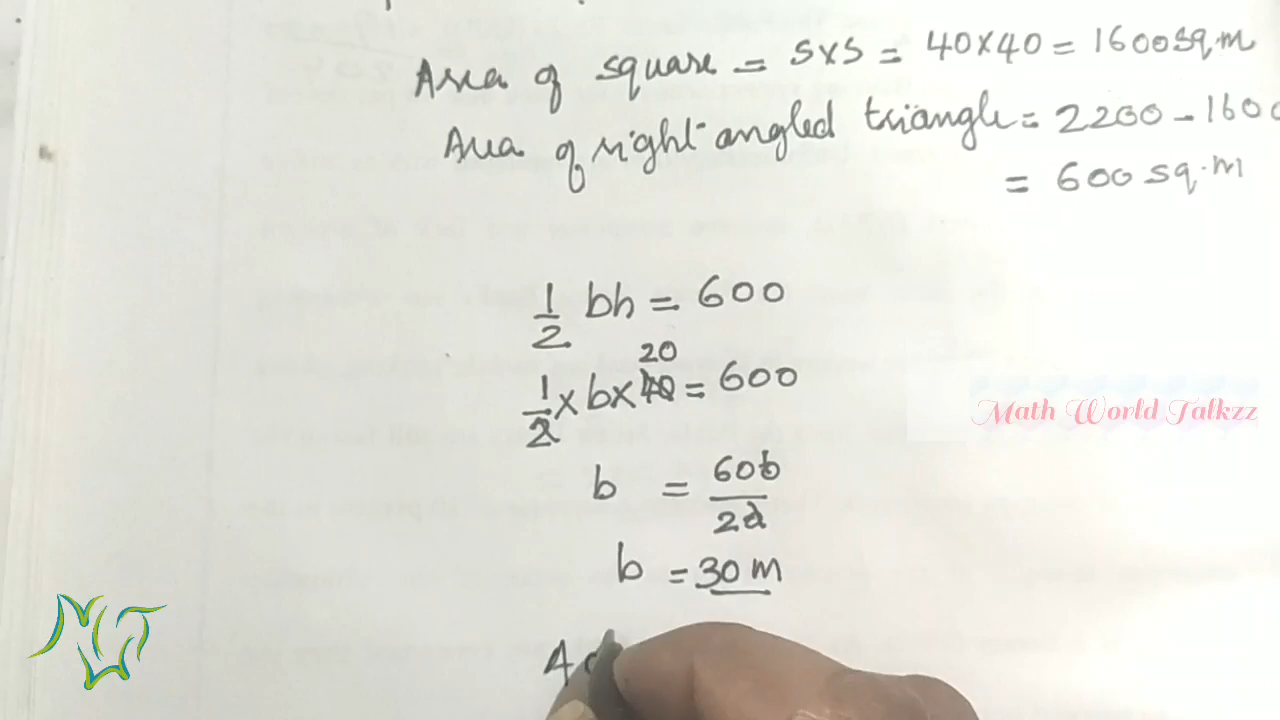 Area of square = S×S = 40×40 = 1600 sq.m
Area of right-angled triangle = 2200 - 1600
= 600 sq.m
1/2 bh = 600
20
1/2 × b × 40 = 600
b = 600/20
b = 30 m
Math World Talkzz
MWT